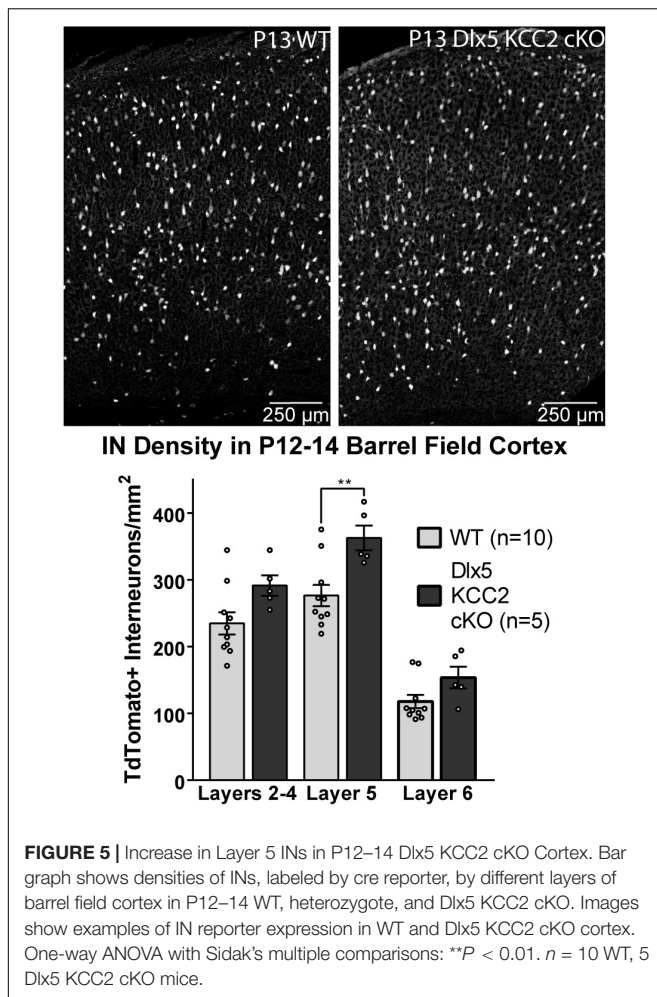 P13 WT
P13 Dlx5 KCC2 cKO
250 µm
250 µm
IN Density in P12-14 Barrel Field Cortex
TdTomato+ Interneurons/mm²
400
300
200
100
0
**
WT (n=10)
Dlx5
KCC2
cKO (n=5)
Layers 2-4 Layer 5 Layer 6
FIGURE 5 | Increase in Layer 5 INs in P12–14 Dlx5 KCC2 cKO Cortex. Bar
graph shows densities of INs, labeled by cre reporter, by different layers of
barrel field cortex in P12–14 WT, heterozygote, and Dlx5 KCC2 cKO. Images
show examples of IN reporter expression in WT and Dlx5 KCC2 cKO cortex.
One-way ANOVA with Sidak's multiple comparisons: **P < 0.01. n = 10 WT, 5
Dlx5 KCC2 cKO mice.